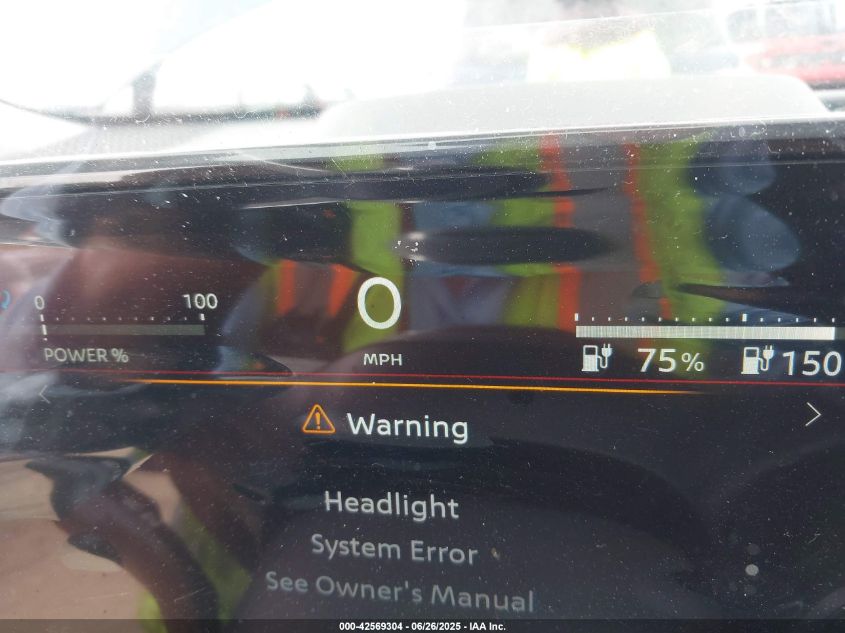 0 100
POWER %
0
MPH
75%
150
Warning
Headlight
System Error
See Owner's Manual
000-42569304 | 06/26/2025 - IAA Inc.